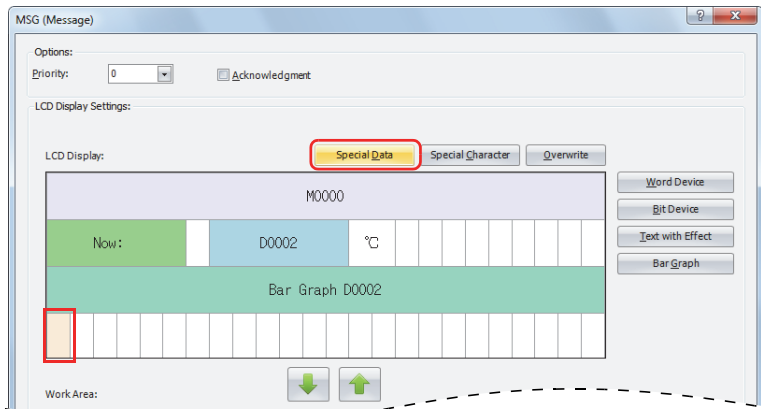 MSG (Message)
Options:
Priority: 0 Acknowledgment
LCD Display Settings:
LCD Display: Special Data Special Character Overwrite
M0000 Word Device
Bit Device
Now: D0002 ℃ Text with Effect
Bar Graph
Bar Graph D0002
Work Area: